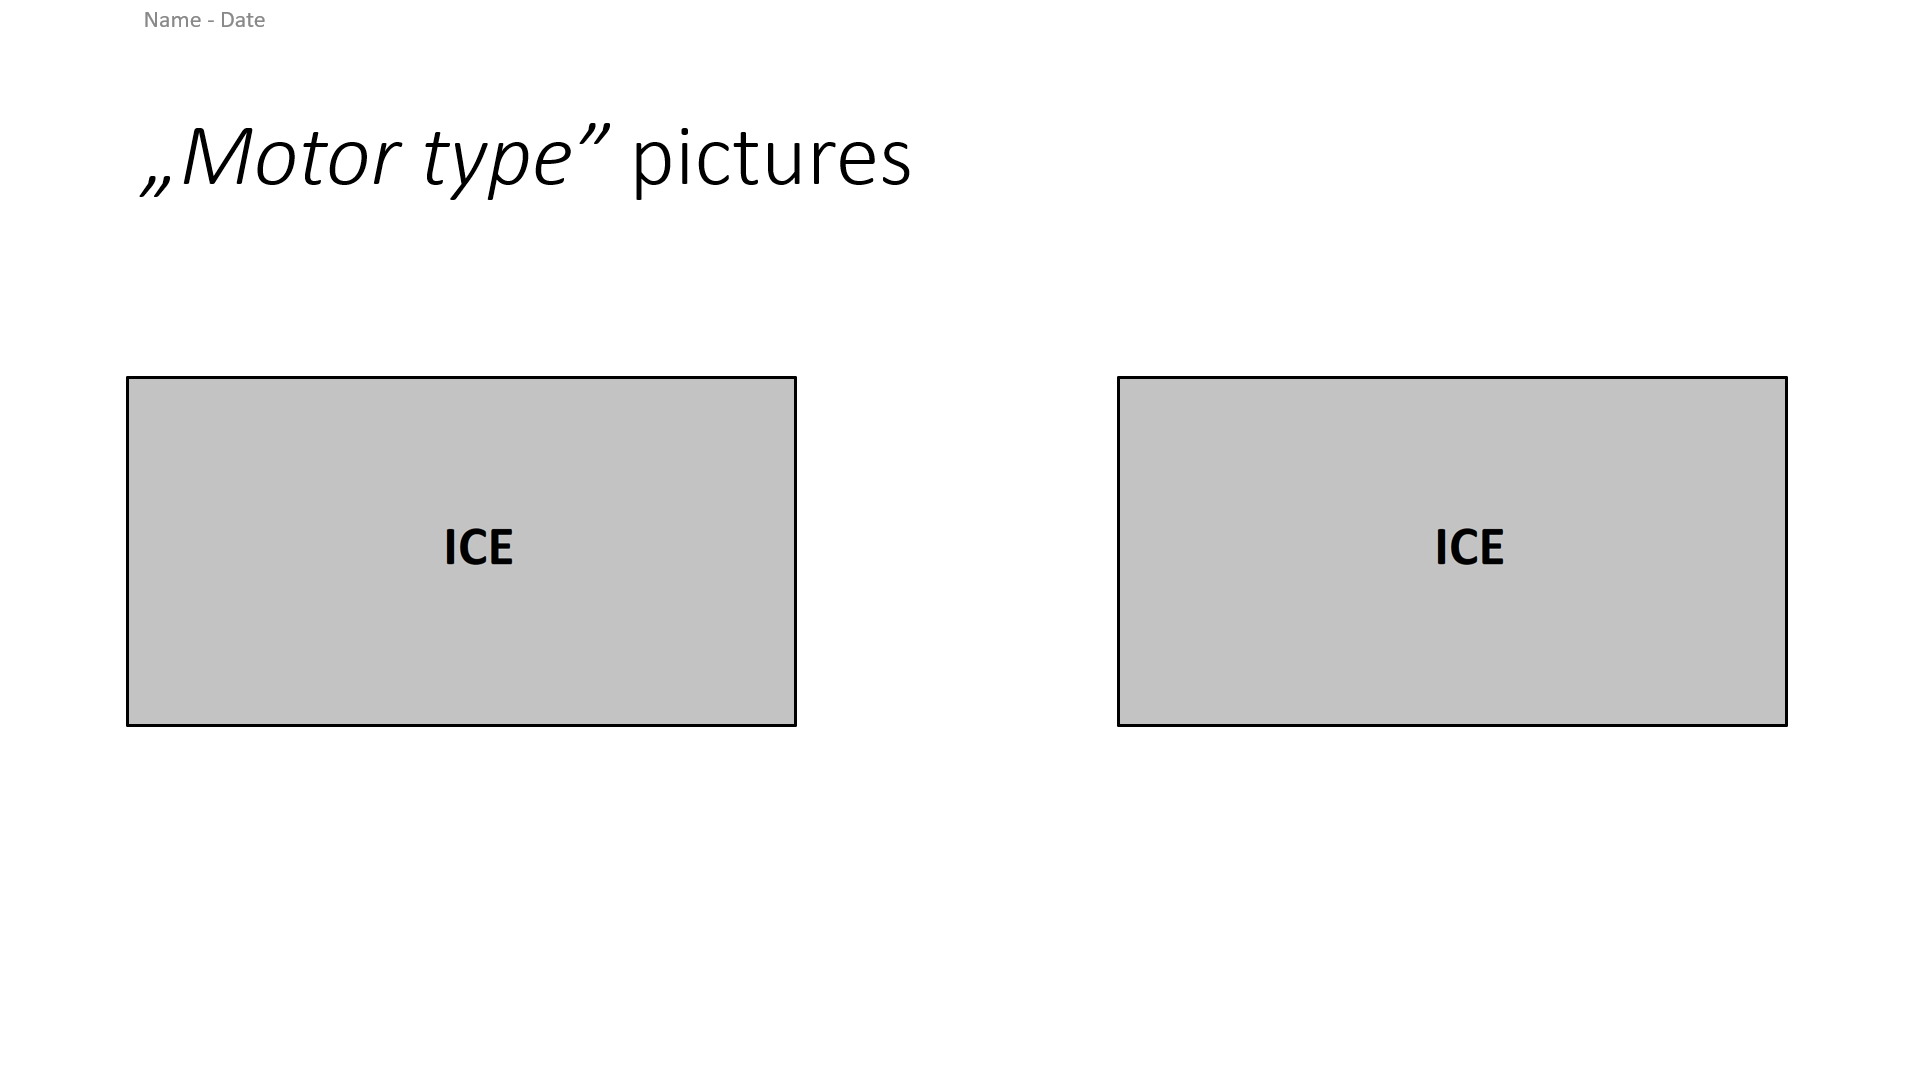 Name - Date
„Motor type” pictures
ICE
ICE